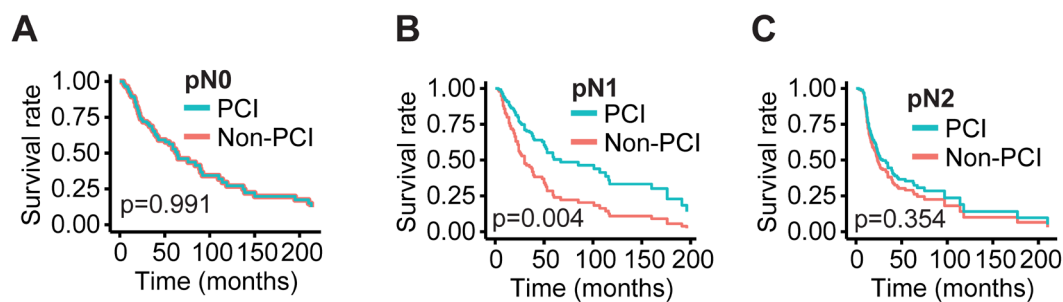 A
Survival rate
1.00
0.75
0.50
0.25
0.00
pN0
PCI
Non-PCI
p=0.991
0 50 100 150 200
Time (months)
B
Survival rate
1.00
0.75
0.50
0.25
0.00
pN1
PCI
Non-PCI
p=0.004
0 50 100 150 200
Time (months)
C
Survival rate
1.00
0.75
0.50
0.25
0.00
pN2
PCI
Non-PCI
p=0.354
0 50 100 150 200
Time (months)